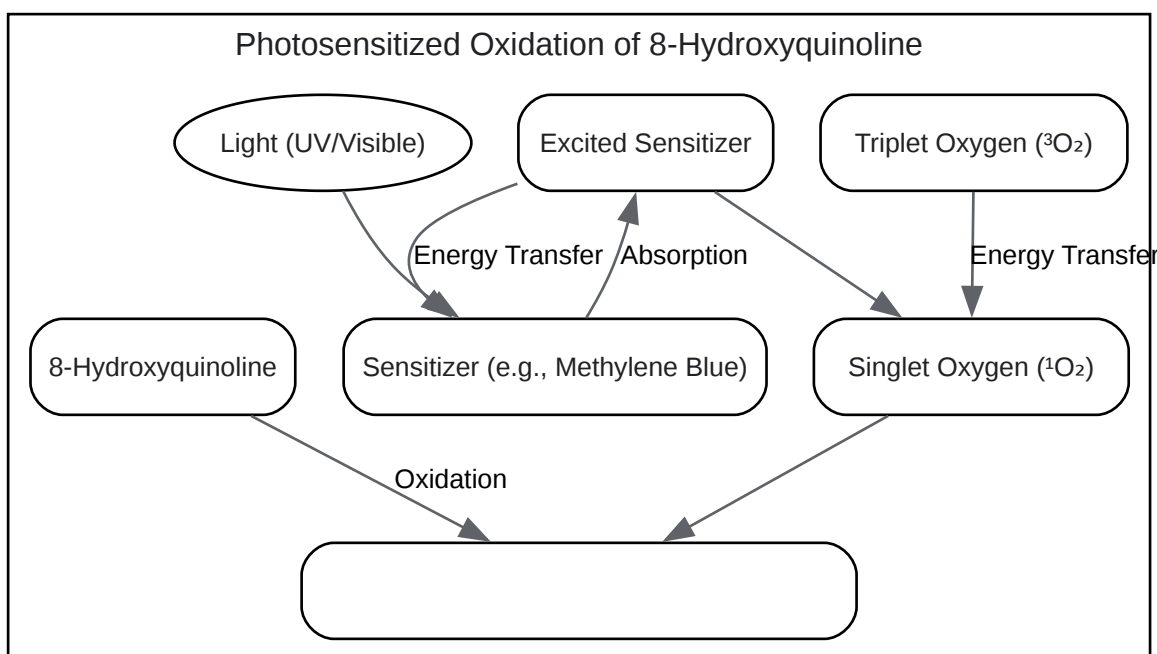 Photosensitized Oxidation of 8-Hydroxyquinoline
Light (UV/Visible)
Excited Sensitizer
Triplet Oxygen (³O₂)
Energy Transfer
Absorption
Energy Transfer
8-Hydroxyquinoline
Sensitizer (e.g., Methylene Blue)
Singlet Oxygen (¹O₂)
Oxidation